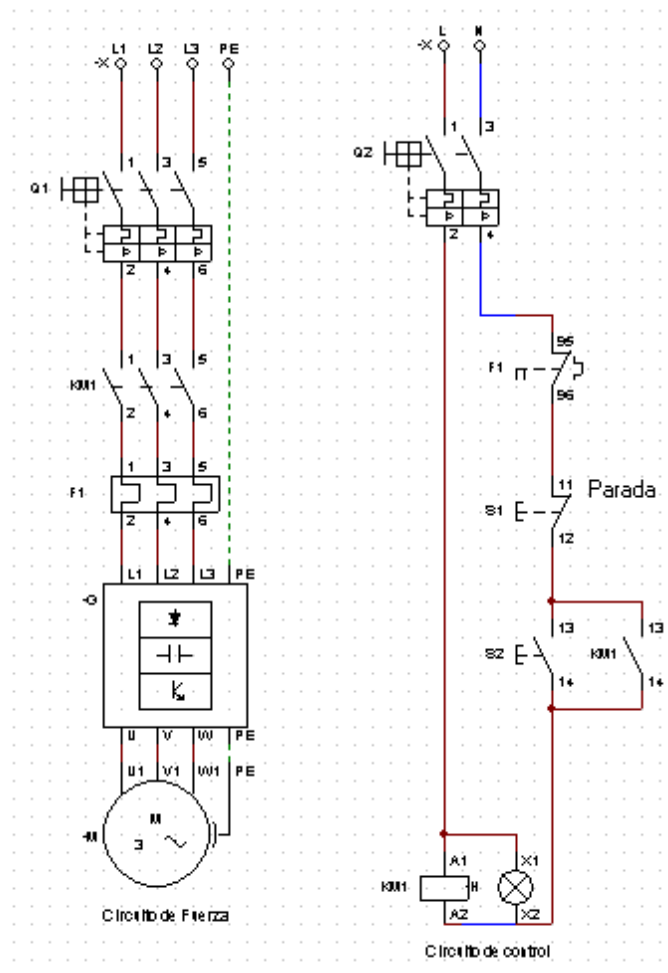 L1 L2 L3 PE
-X
1 3 5
Q1
2 4 6
1 3 5
KM1
2 4 6
1 3 5
F1
2 4 6
L1 L2 L3 PE
-Q
U V W PE
U1 V1 W1 PE
M
3
-M
Circuito de Fuerza
L N
-X
1 3
Q2
2 4
95
F1
96
11 Parada
S1
12
13 13
S2 KM1
14 14
A1 X1
KM1
A2 X2
Circuito de control